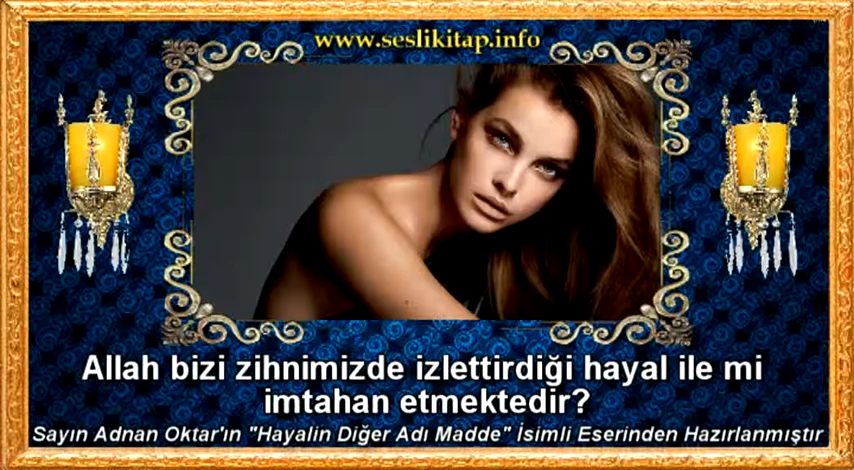 www.seslikitap.info
Allah bizi zihnimizde izlettirdiği hayal ile mi
imtahan etmektedir?
Sayın Adnan Oktar'ın "Hayalin Diğer Adı Madde" İsimli Eserinden Hazırlanmıştır